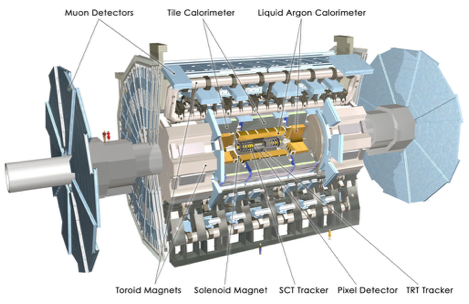 Muon Detectors
Tile Calorimeter
Liquid Argon Calorimeter
Toroid Magnets
Solenoid Magnet
SCT Tracker
Pixel Detector
TRT Tracker